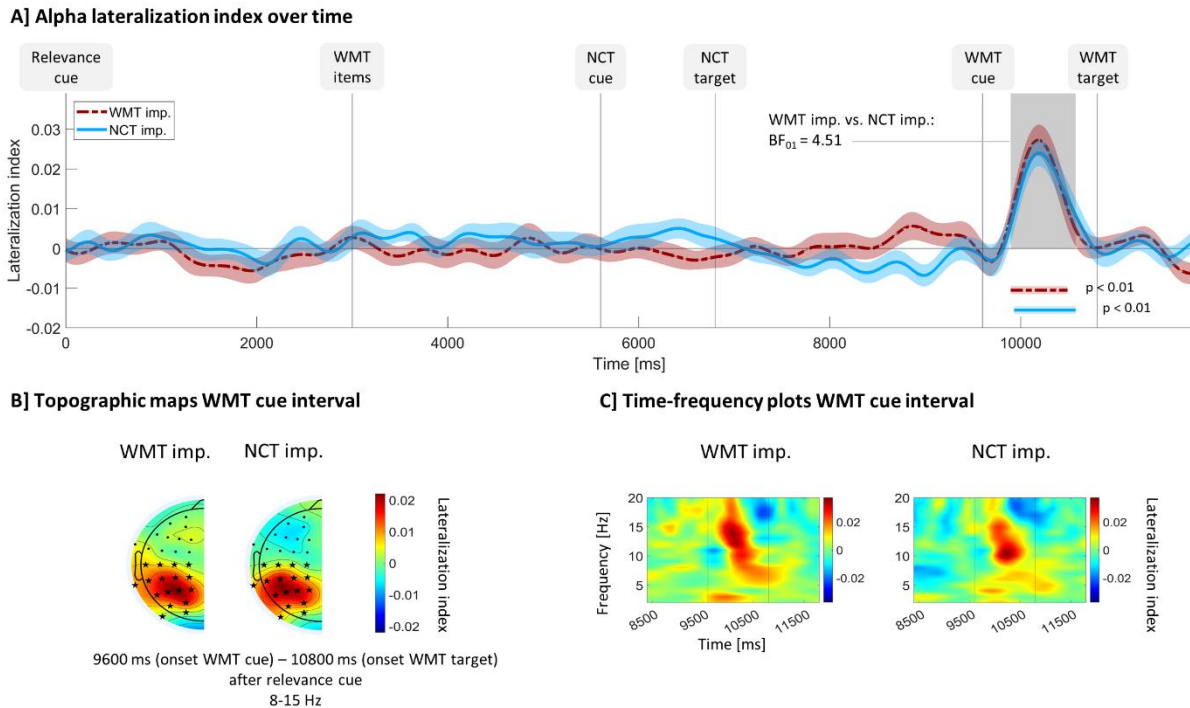 A] Alpha lateralization index over time
Relevance cue
WMT items
NCT cue
NCT target
WMT cue
WMT target
WMT imp.
NCT imp.
WMT imp. vs. NCT imp.:
BF01 = 4.51
Lateralization index
0.03
0.02
0.01
0
-0.01
-0.02
p < 0.01
p < 0.01
0
2000
4000
6000
8000
10000
Time [ms]
B] Topographic maps WMT cue interval
WMT imp.
NCT imp.
0.02
0.01
0
-0.01
-0.02
Lateralization index
9600 ms (onset WMT cue) – 10800 ms (onset WMT target)
after relevance cue
8-15 Hz
C] Time-frequency plots WMT cue interval
WMT imp.
NCT imp.
Frequency [Hz]
20
15
10
5
8500
9500
10500
11500
Time [ms]
0.02
0
-0.02
20
15
10
5
8500
9500
10500
11500
0.02
0
-0.02
Lateralization index